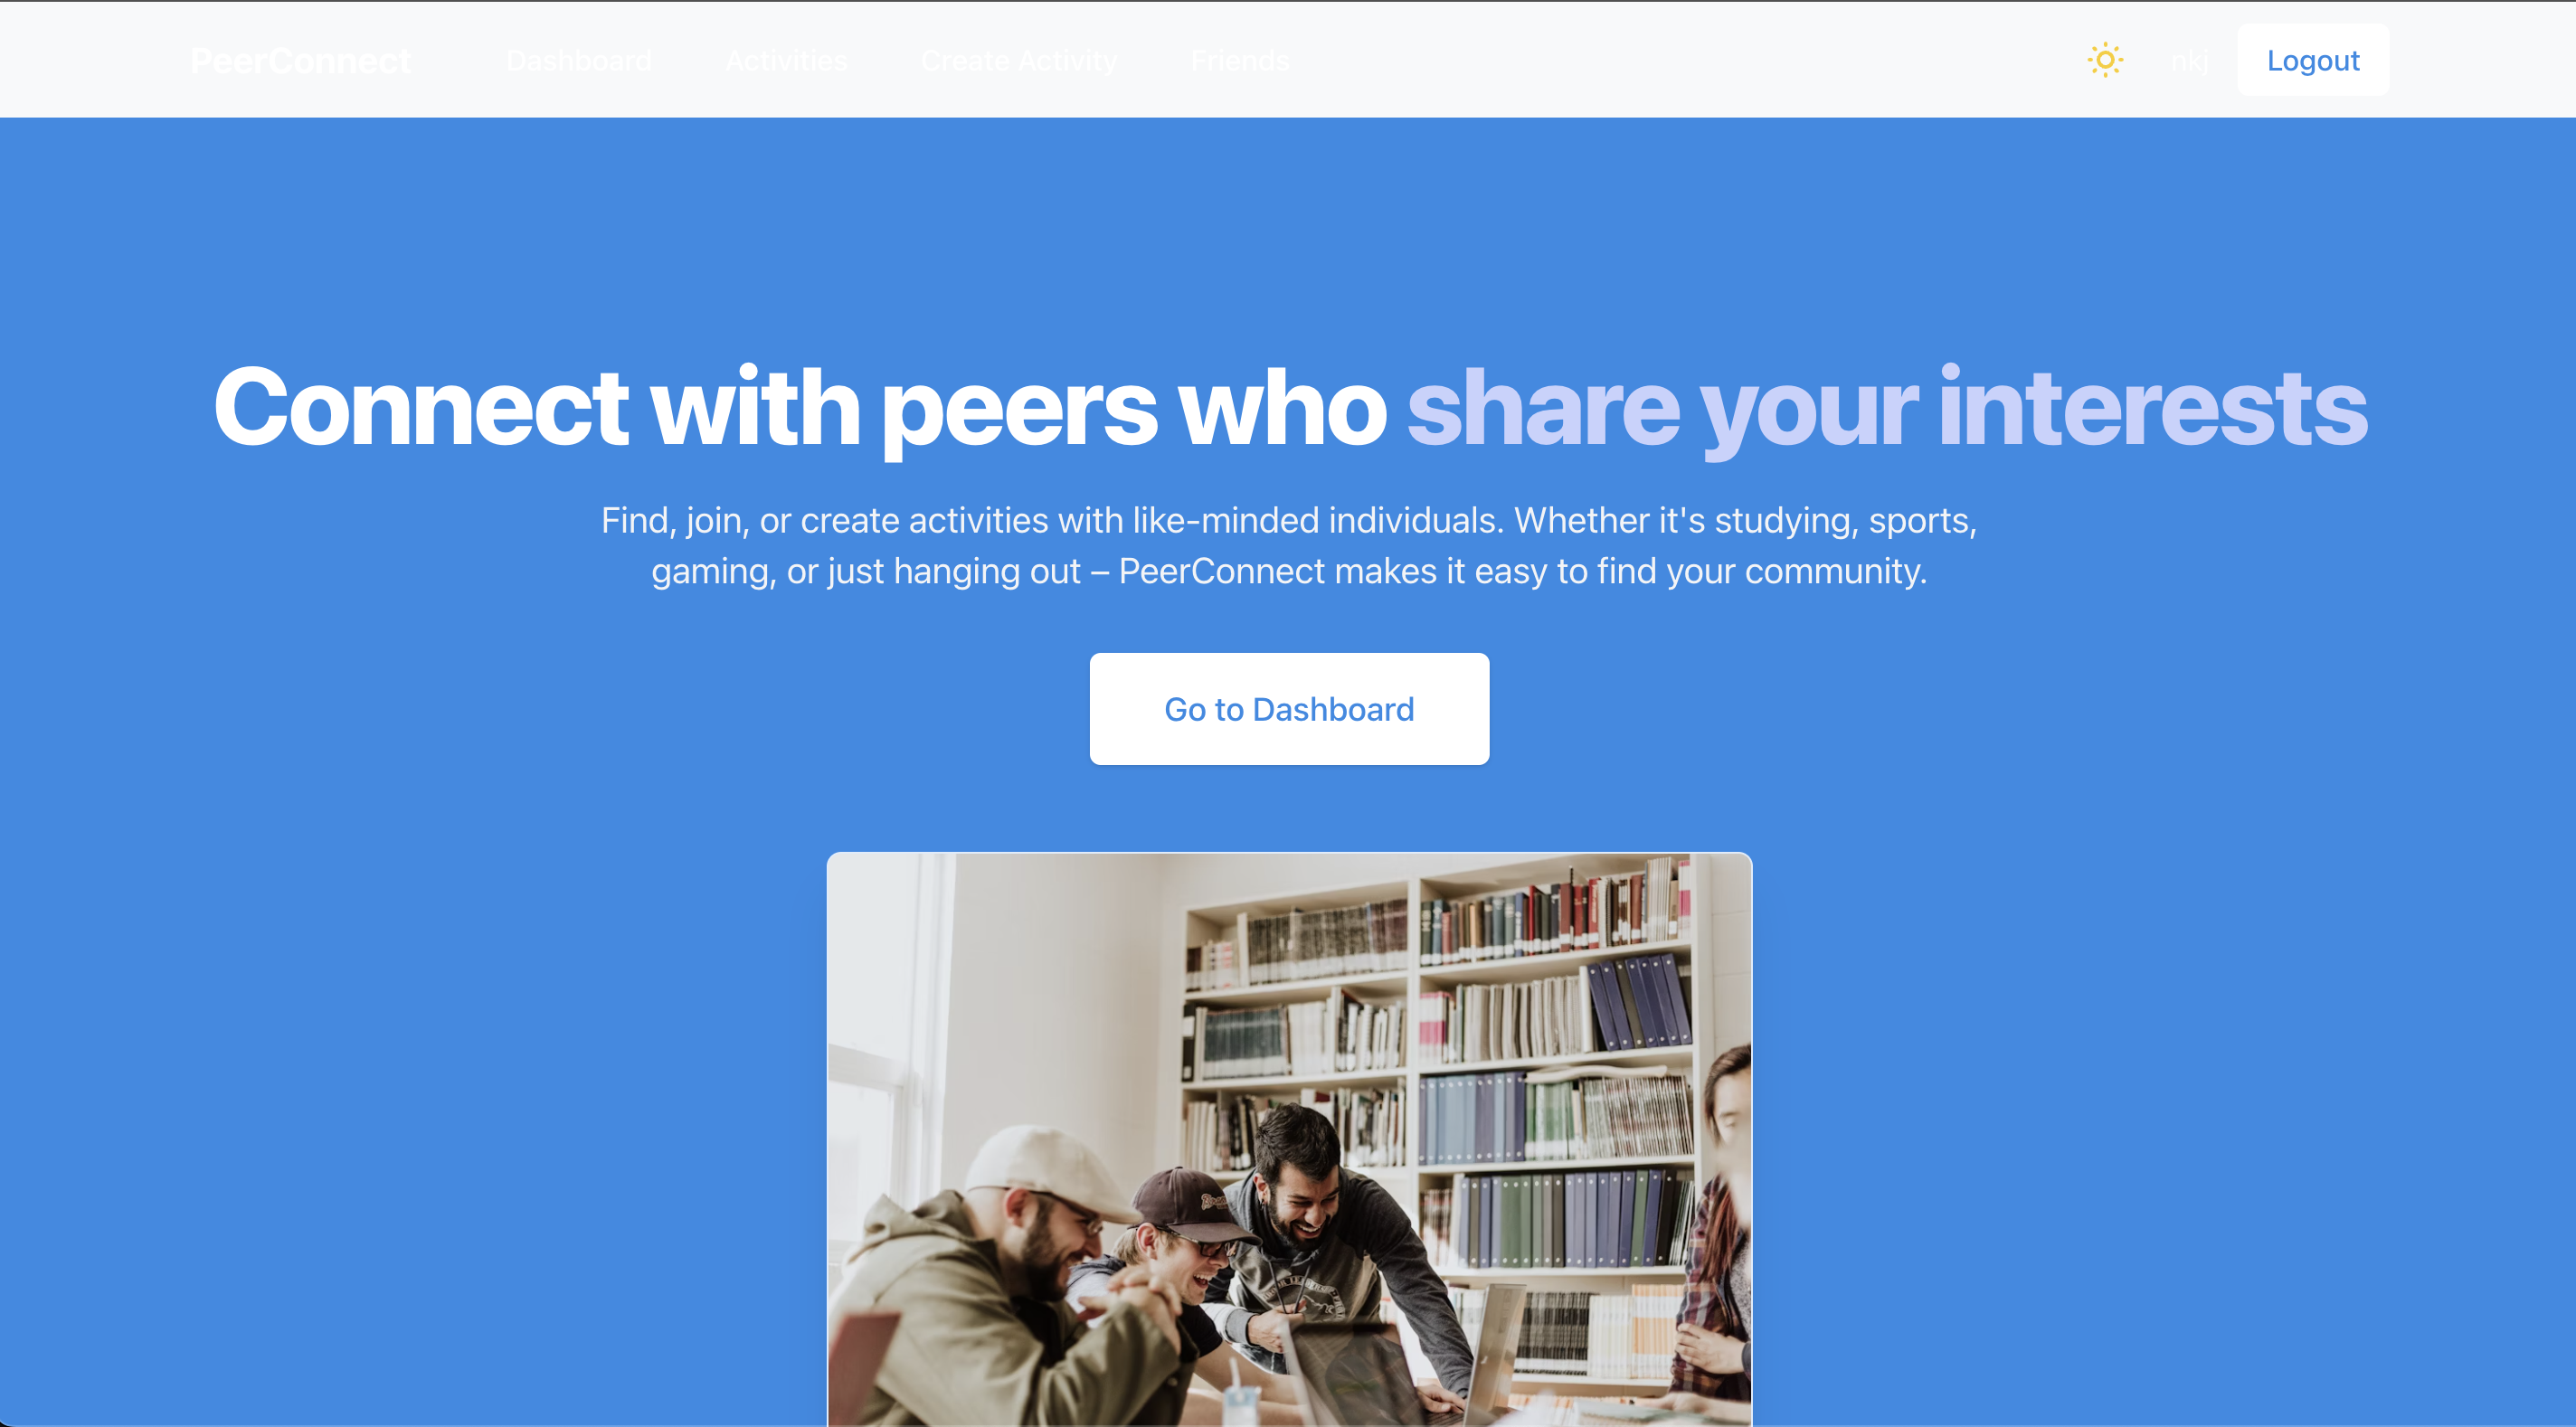 PeerConnect Dashboard Activities Create Activity Friends nkj Logout
Connect with peers who share your interests
Find, join, or create activities with like-minded individuals. Whether it's studying, sports,
gaming, or just hanging out – PeerConnect makes it easy to find your community.
Go to Dashboard